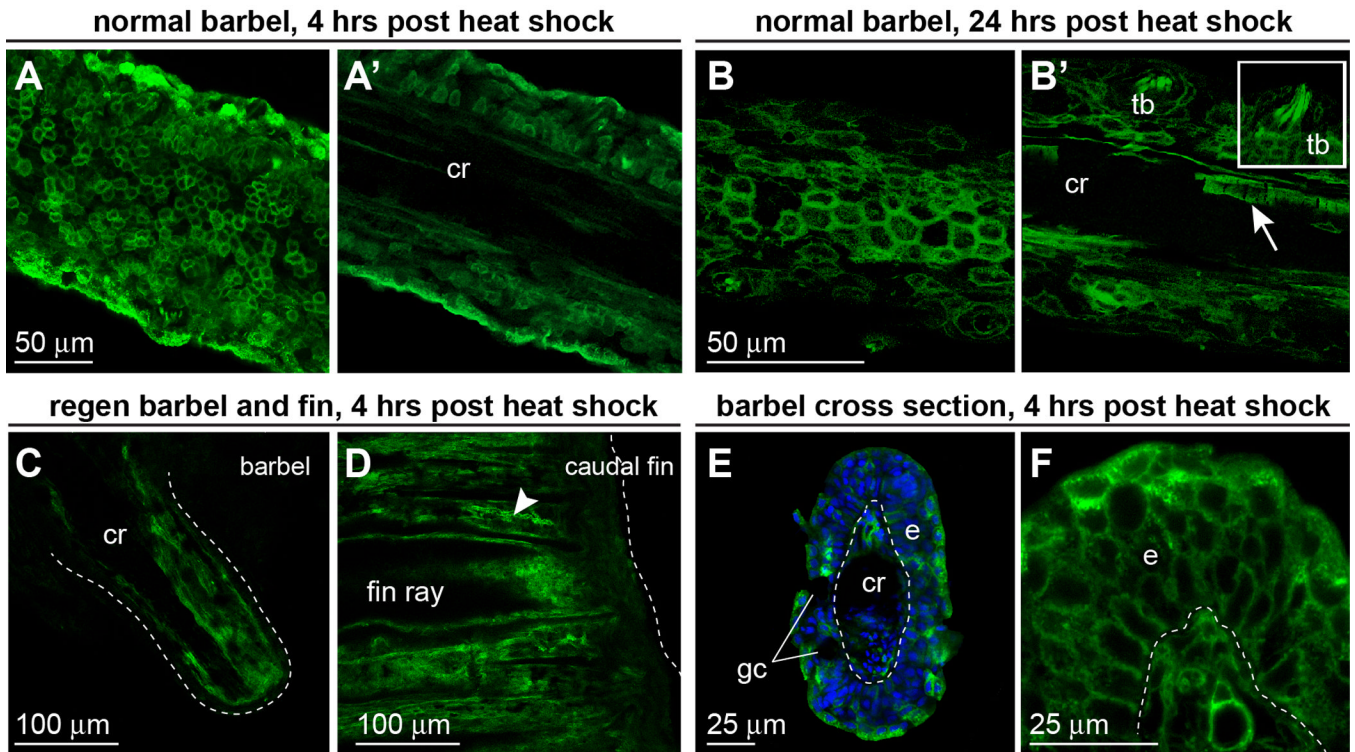 normal barbel, 4 hrs post heat shock
normal barbel, 24 hrs post heat shock
A
A'
B
B'
cr
tb
tb
cr
50 μm
50 μm
regen barbel and fin, 4 hrs post heat shock
barbel cross section, 4 hrs post heat shock
C
barbel
D
caudal fin
E
F
cr
fin ray
e
cr
gc
e
100 μm
100 μm
25 μm
25 μm